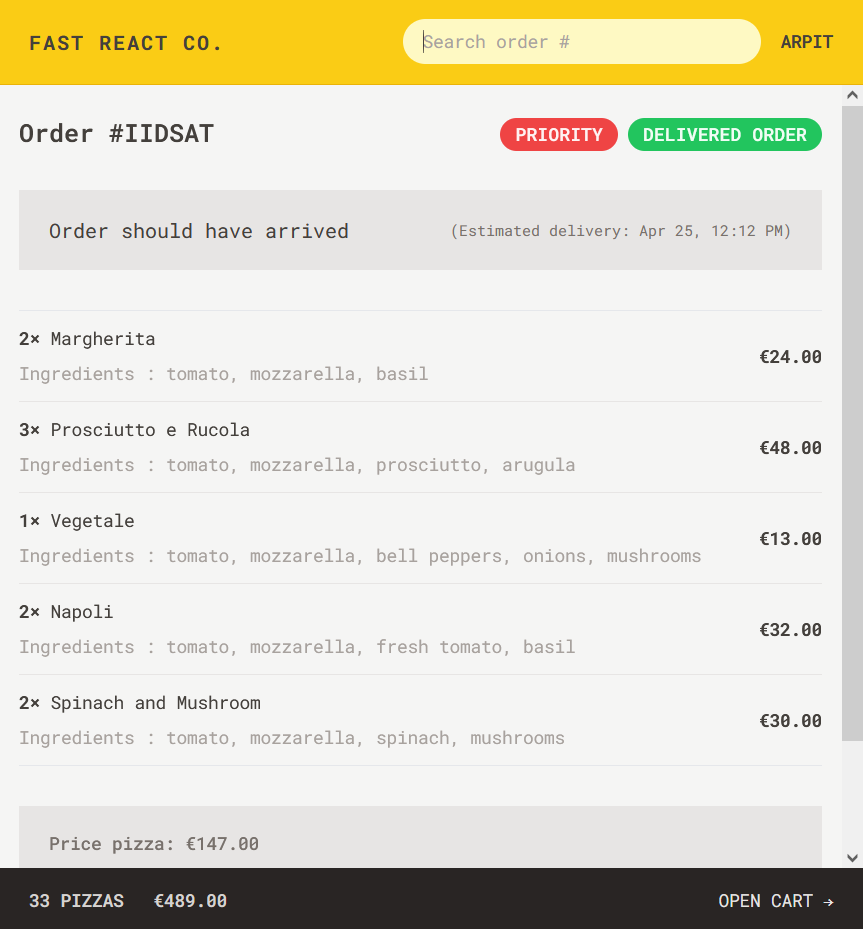 FAST REACT CO. Search order # ARPIT
Order #IIDSAT PRIORITY DELIVERED ORDER
Order should have arrived (Estimated delivery: Apr 25, 12:12 PM)
2× Margherita
€24.00
Ingredients : tomato, mozzarella, basil
3× Prosciutto e Rucola
€48.00
Ingredients : tomato, mozzarella, prosciutto, arugula
1× Vegetale
€13.00
Ingredients : tomato, mozzarella, bell peppers, onions, mushrooms
2× Napoli
€32.00
Ingredients : tomato, mozzarella, fresh tomato, basil
2× Spinach and Mushroom
€30.00
Ingredients : tomato, mozzarella, spinach, mushrooms
Price pizza: €147.00
33 PIZZAS €489.00 OPEN CART →